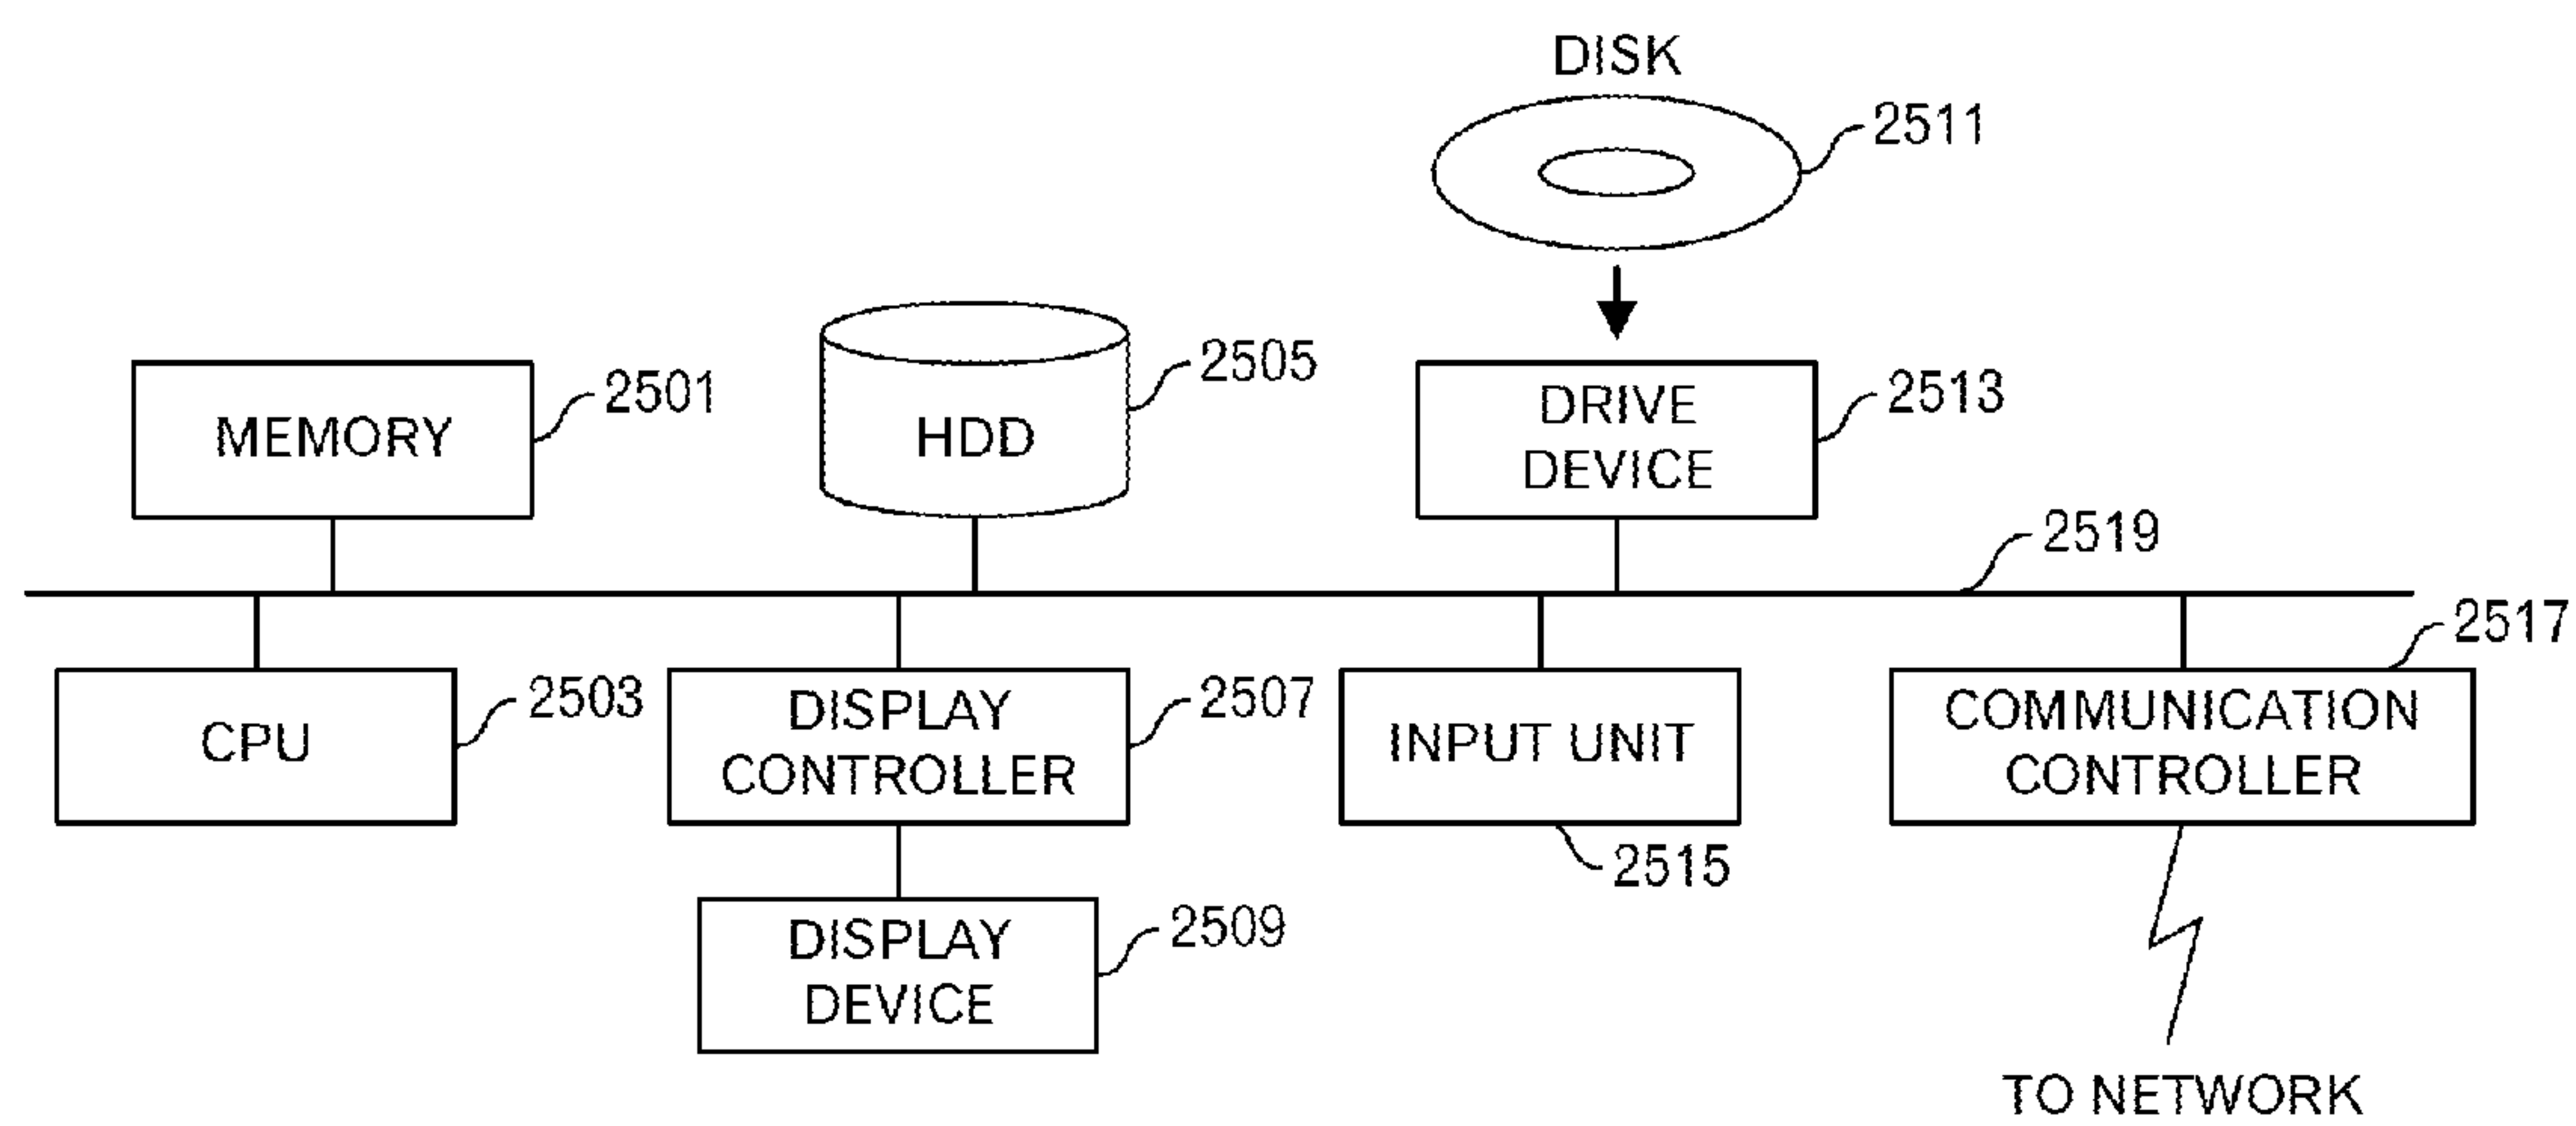 DISK
2511
2505
2501
2513
MEMORY
HDD
DRIVE
DEVICE
2519
2517
2503
2507
CPU
DISPLAY
CONTROLLER
INPUT UNIT
COMMUNICATION
CONTROLLER
2515
2509
DISPLAY
DEVICE
TO NETWORK